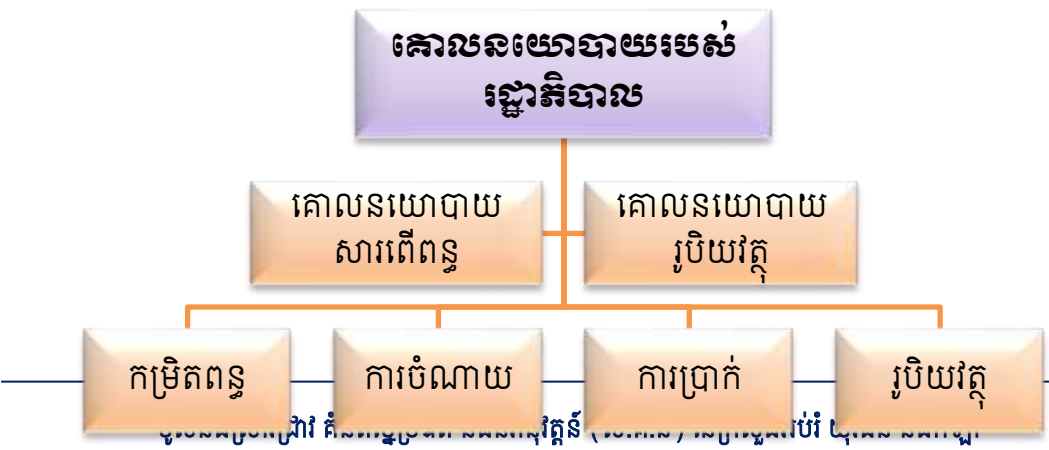 គោលនយោបាយរបស់
រដ្ឋាភិបាល
គោលនយោបាយ
សារពើពន្ធ
គោលនយោបាយ
រូបិយវត្ថុ
កម្រិតពន្ធ
ការចំណាយ
ការប្រាក់
រូបិយវត្ថុ